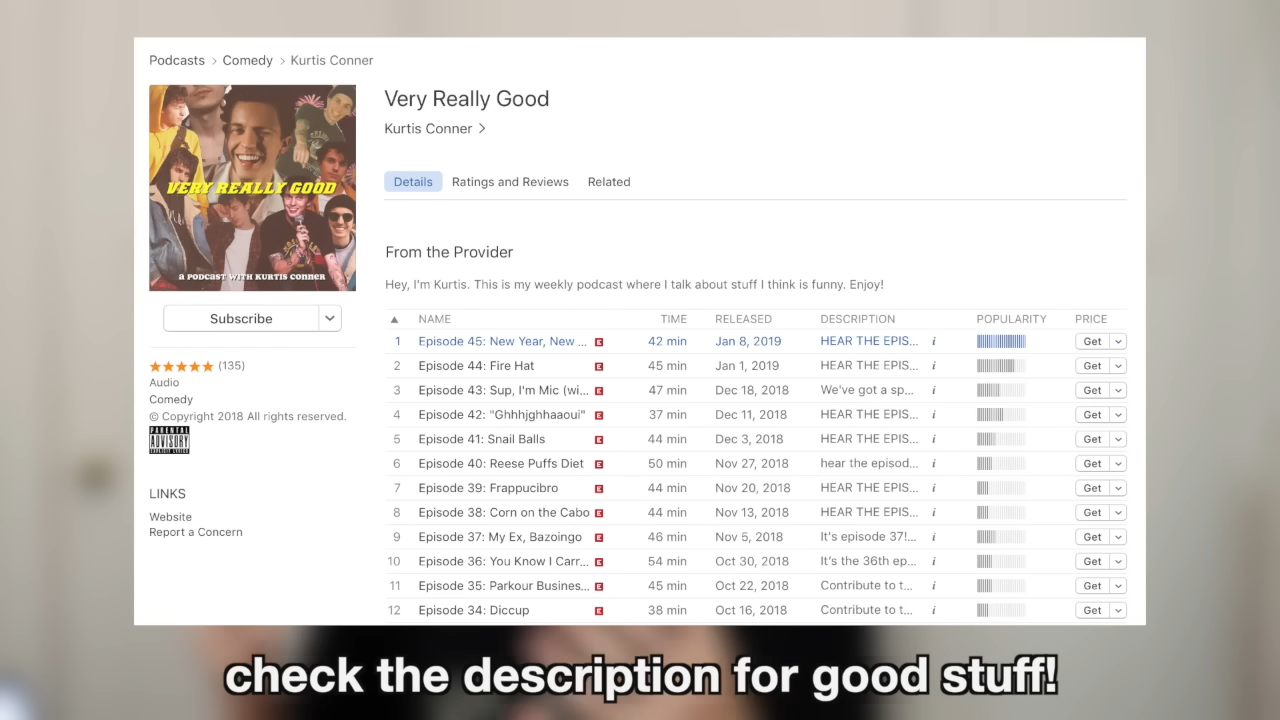 Podcasts > Comedy > Kurtis Conner
VERY REALLY GOOD
a PODCAST WITH KURTIS CONNER
Subscribe
★★★★★ (135)
Audio
Comedy
© Copyright 2018 All rights reserved.
PARENTAL
ADVISORY
EXPLICIT LYRICS
LINKS
Website
Report a Concern
Very Really Good
Kurtis Conner >
Details Ratings and Reviews Related
From the Provider
Hey, I'm Kurtis. This is my weekly podcast where I talk about stuff I think is funny. Enjoy!
▲ NAME TIME RELEASED DESCRIPTION POPULARITY PRICE
1 Episode 45: New Year, New ... E 42 min Jan 8, 2019 HEAR THE EPIS... i Get
2 Episode 44: Fire Hat E 45 min Jan 1, 2019 HEAR THE EPIS... i Get
3 Episode 43: Sup, I'm Mic (wi... E 47 min Dec 18, 2018 We've got a sp... i Get
4 Episode 42: "Ghhhjghhaaoui" E 37 min Dec 11, 2018 HEAR THE EPIS... i Get
5 Episode 41: Snail Balls E 44 min Dec 3, 2018 HEAR THE EPIS... i Get
6 Episode 40: Reese Puffs Diet E 50 min Nov 27, 2018 hear the episod... i Get
7 Episode 39: Frappucibro E 44 min Nov 20, 2018 HEAR THE EPIS... i Get
8 Episode 38: Corn on the Cabo E 44 min Nov 13, 2018 HEAR THE EPIS... i Get
9 Episode 37: My Ex, Bazoingo E 46 min Nov 5, 2018 It's episode 37!... i Get
10 Episode 36: You Know I Carr... E 54 min Oct 30, 2018 It's the 36th ep... i Get
11 Episode 35: Parkour Busines... E 45 min Oct 22, 2018 Contribute to t... i Get
12 Episode 34: Diccup E 38 min Oct 16, 2018 Contribute to t... i Get
check the description for good stuff!